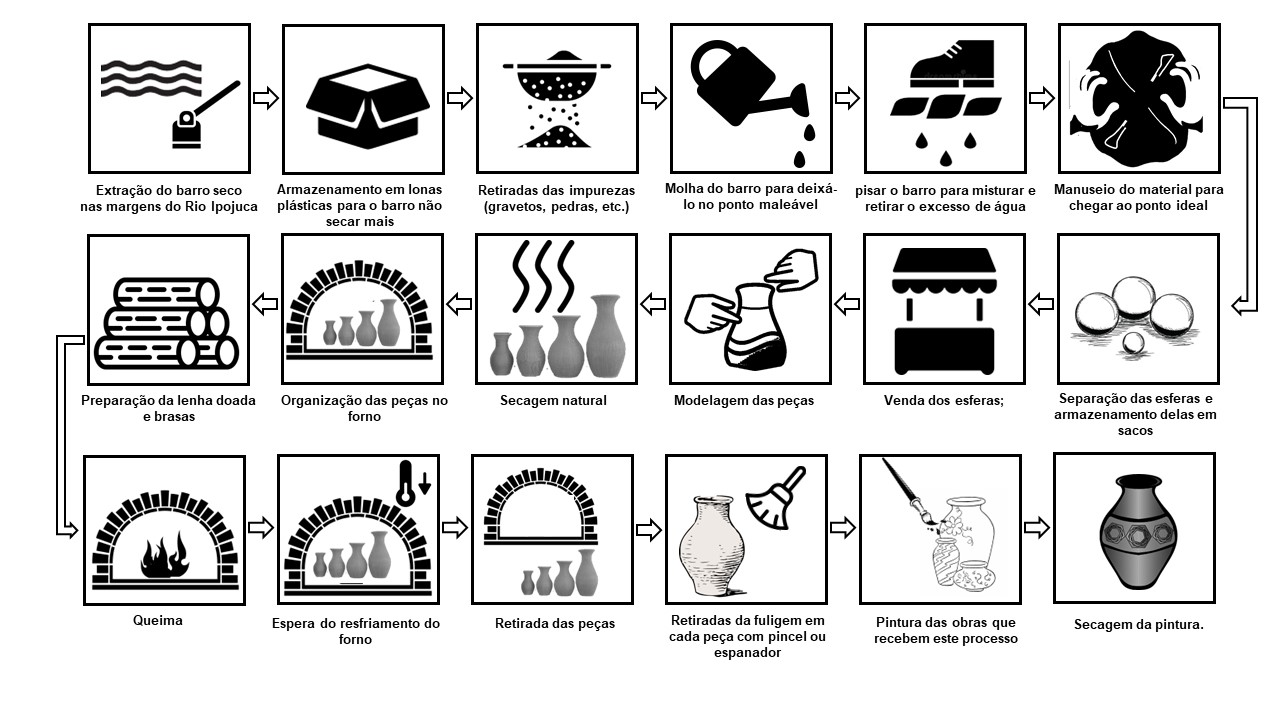 Extração do barro seco
nas margens do Rio Ipojuca
Armazenamento em lonas
plásticas para o barro não
secar mais
Retiradas das impurezas
(gravetos, pedras, etc.)
Molha do barro para deixá-
lo no ponto maleável
pisar o barro para misturar e
retirar o excesso de água
Manuseio do material para
chegar ao ponto ideal
Preparação da lenha doada
e brasas
Organização das peças no
forno
Secagem natural
Modelagem das peças
Venda dos esferas;
Separação das esferas e
armazenamento delas em
sacos
Queima
Espera do resfriamento do
forno
Retirada das peças
Retiradas da fuligem em
cada peça com pincel ou
espanador
Pintura das obras que
recebem este processo
Secagem da pintura.